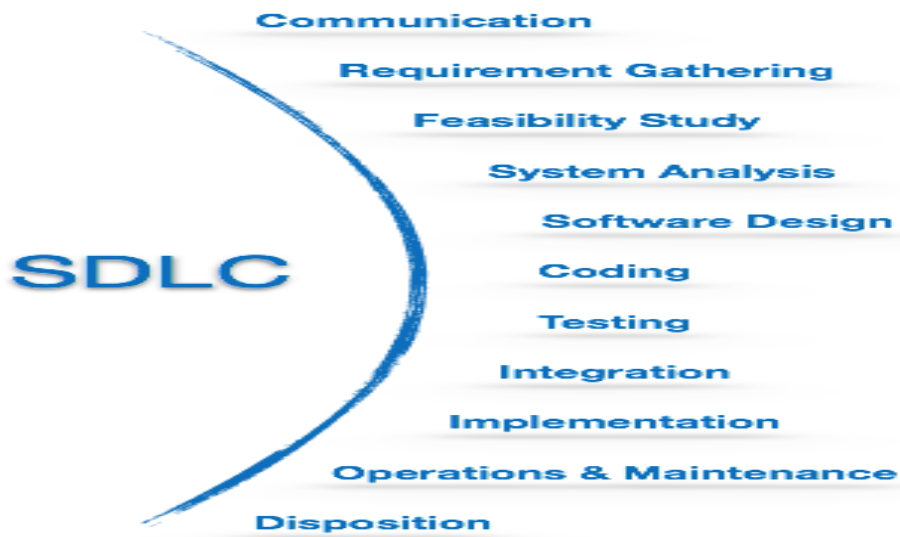 Communication
Requirement Gathering
Feasibility Study
System Analysis
Software Design
SDLC
Coding
Testing
Integration
Implementation
Operations & Maintenance
Disposition